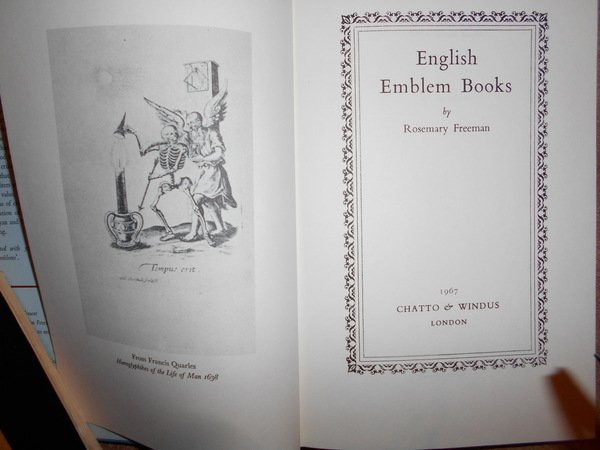 Tempus erit
From Francis Quarles
Hieroglyphikes of the Life of Man 1638
English
Emblem Books
by
Rosemary Freeman
1967
CHATTO & WINDUS
LONDON